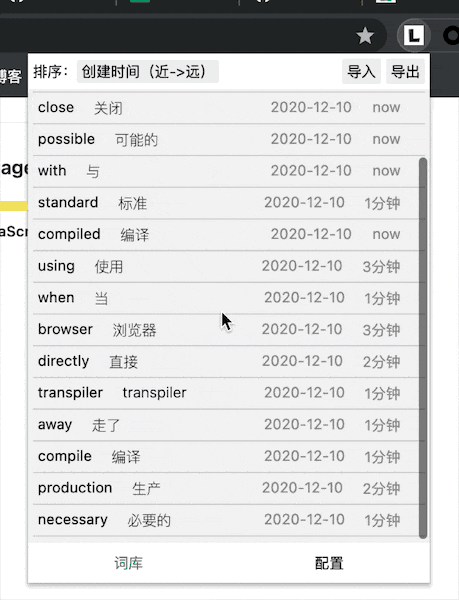 L
排序： 创建时间（近->远） 导入 导出
博客
close 关闭 2020-12-10 now
possible 可能的 2020-12-10 now
age
with 与 2020-12-10 now
standard 标准 2020-12-10 1分钟
aScri
compiled 编译 2020-12-10 now
using 使用 2020-12-10 3分钟
when 当 2020-12-10 1分钟
browser 浏览器 2020-12-10 3分钟
directly 直接 2020-12-10 2分钟
transpiler transpiler 2020-12-10 1分钟
away 走了 2020-12-10 1分钟
compile 编译 2020-12-10 1分钟
production 生产 2020-12-10 2分钟
necessary 必要的 2020-12-10 1分钟
词库 配置